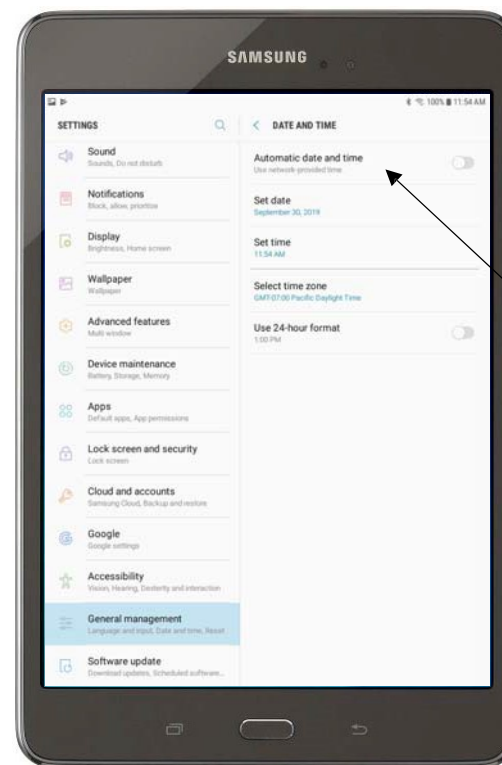 SAMSUNG
100% 11:54 AM
SETTINGS
Sound
Sounds, Do not disturb
Notifications
Block, allow, prioritize
Display
Brightness, Home screen
Wallpaper
Wallpaper
Advanced features
Multi window
Device maintenance
Battery, Storage, Memory
Apps
Default apps, App permissions
Lock screen and security
Lock screen
Cloud and accounts
Samsung Cloud, Backup and restore
Google
Google settings
Accessibility
Vision, Hearing, Dexterity and interaction
General management
Language and input, Date and time, Reset
Software update
Download updates, Scheduled software...
DATE AND TIME
Automatic date and time
Use network-provided time
Set date
September 30, 2019
Set time
11:54 AM
Select time zone
GMT-07:00 Pacific Daylight Time
Use 24-hour format
1:00 PM